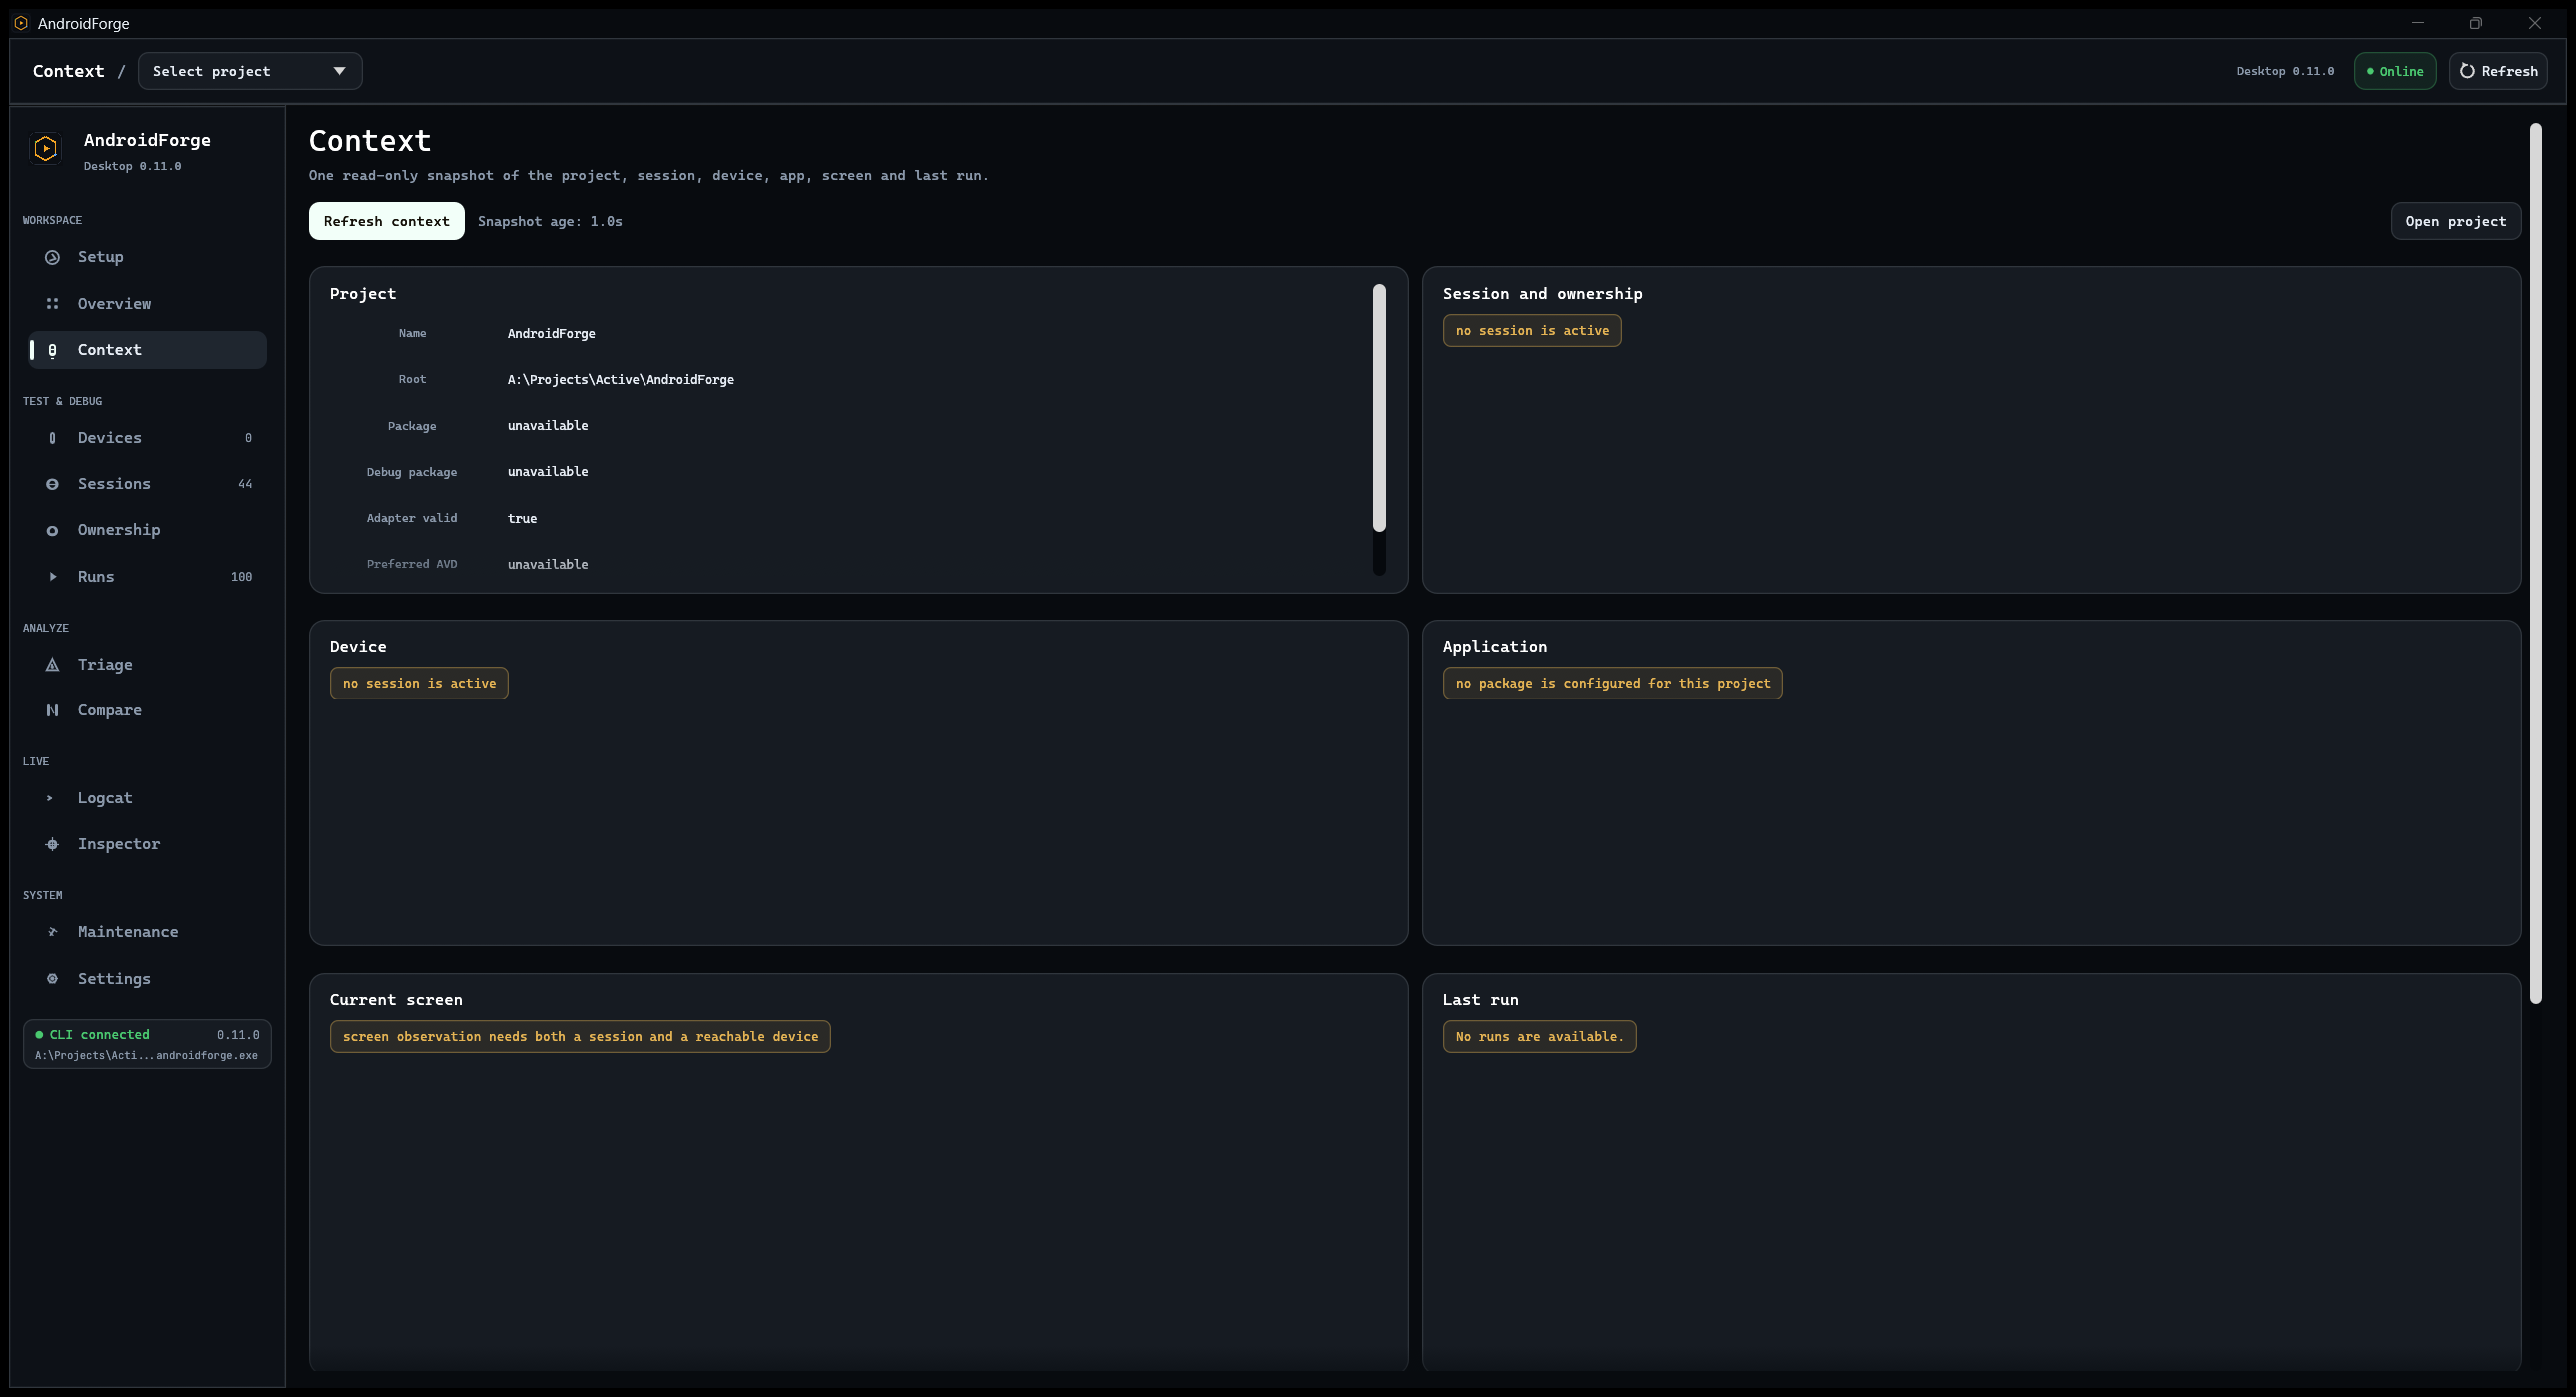 AndroidForge
Context / Select project
Desktop 0.11.0
Online
Refresh
AndroidForge
Desktop 0.11.0
WORKSPACE
Setup
Overview
Context
TEST & DEBUG
Devices 0
Sessions 44
Ownership
Runs 100
ANALYZE
Triage
Compare
LIVE
Logcat
Inspector
SYSTEM
Maintenance
Settings
CLI connected 0.11.0
A:\Projects\Acti...androidforge.exe
Context
One read-only snapshot of the project, session, device, app, screen and last run.
Refresh context
Snapshot age: 1.0s
Open project
Project
Name AndroidForge
Root A:\Projects\Active\AndroidForge
Package unavailable
Debug package unavailable
Adapter valid true
Preferred AVD unavailable
Session and ownership
no session is active
Device
no session is active
Application
no package is configured for this project
Current screen
screen observation needs both a session and a reachable device
Last run
No runs are available.